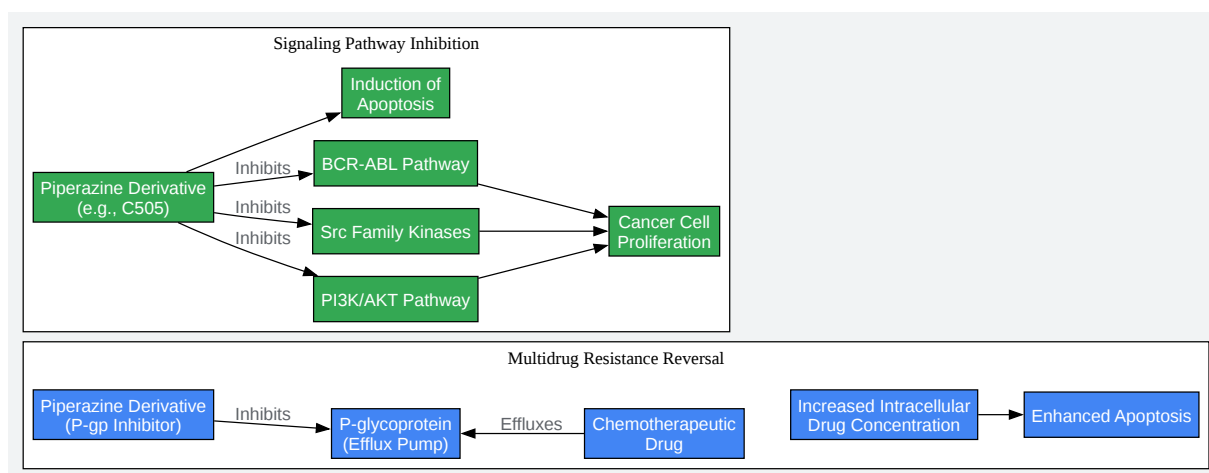 Signaling Pathway Inhibition
Induction of
Apoptosis
Inhibits
BCR-ABL Pathway
Piperazine Derivative
(e.g., C505)
Inhibits
Src Family Kinases
Cancer Cell
Proliferation
Inhibits
PI3K/AKT Pathway
Multidrug Resistance Reversal
Piperazine Derivative
(P-gp Inhibitor)
Inhibits
P-glycoprotein
(Efflux Pump)
Effluxes
Chemotherapeutic
Drug
Increased Intracellular
Drug Concentration
Enhanced Apoptosis